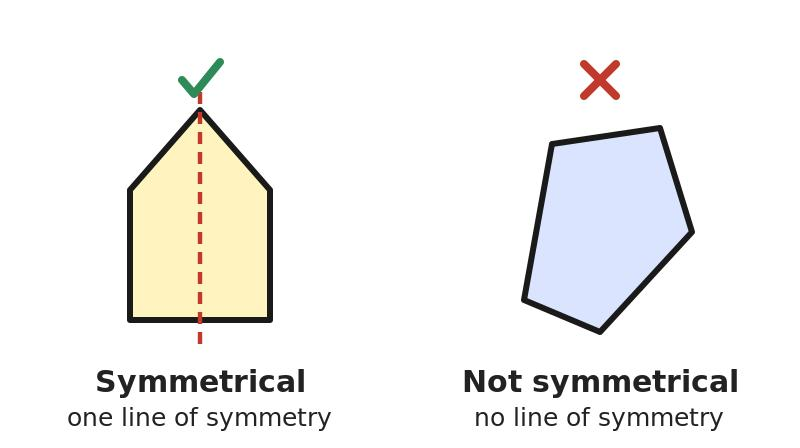 Symmetrical
one line of symmetry
Not symmetrical
no line of symmetry